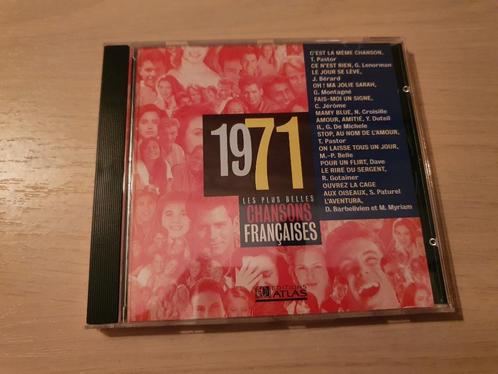 1971
LES PLUS BELLES
CHANSONS
FRANÇAISES
C'EST LA MÊME CHANSON,
T. Pastor
CE N'EST RIEN, G. Lenorman
LE JOUR SE LÈVE,
J. Bérard
OH ! MA JOLIE SARAH,
G. Montagné
FAIS-MOI UN SIGNE,
C. Jérôme
MAMY BLUE, N. Croisille
AMOUR, AMITIÉ, Y. Duteil
IL, G. De Michele
STOP, AU NOM DE L'AMOUR,
T. Pastor
ON LAISSE TOUS UN JOUR,
M.-P. Belle
POUR UN FLIRT, Dave
LE RIRE DU SERGENT,
R. Gotainer
OUVREZ LA CAGE
AUX OISEAUX, S. Paturel
L'AVENTURA,
D. Barbelivien et M. Myriam
EDITIONS
ATLAS